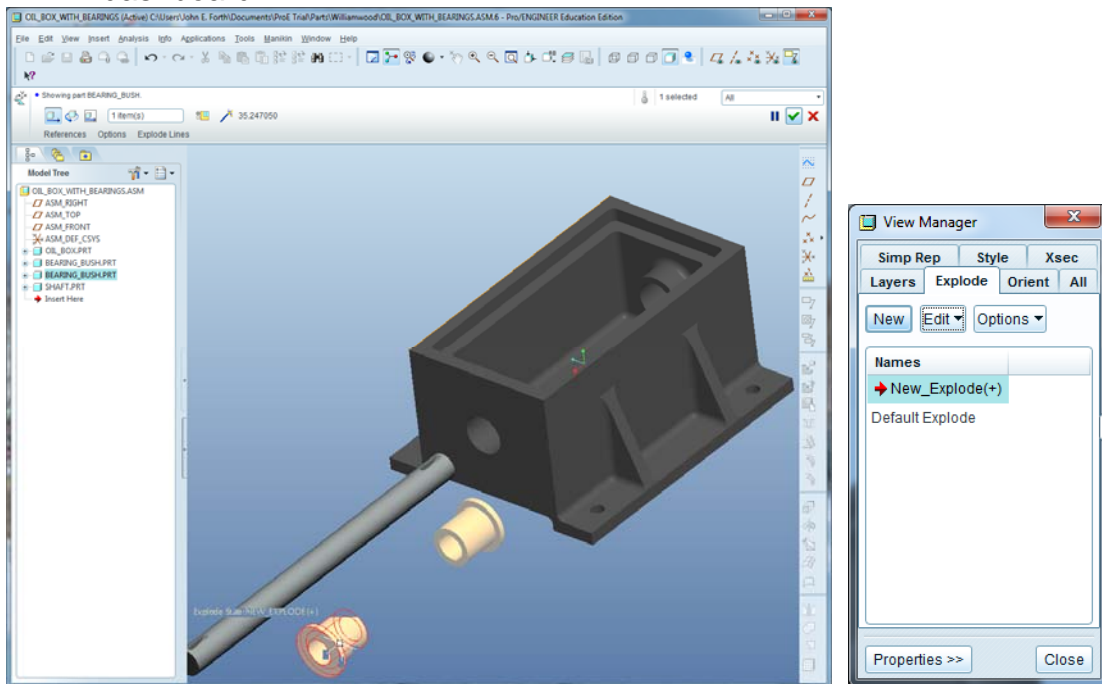 OIL_BOX_WITH_BEARINGS (Active) C:\Users\John E. Forth\Documents\ProE Trial\Parts\Williamwood\OIL_BOX_WITH_BEARINGS.ASM.6 - Pro/ENGINEER Education Edition
File Edit View Insert Analysis Info Applications Tools Manikin Window Help
Showing part BEARING_BUSH.
1 selected
All
1 item(s)
35.247050
References Options Explode Lines
Model Tree
OIL_BOX_WITH_BEARINGS.ASM
ASM_RIGHT
ASM_TOP
ASM_FRONT
ASM_DEF_CSYS
OIL_BOX.PRT
BEARING_BUSH.PRT
BEARING_BUSH.PRT
SHAFT.PRT
Insert Here
Explode State: NEW_EXPLODE(+)
View Manager
Simp Rep Style Xsec
Layers Explode Orient All
New Edit Options
Names
New_Explode(+)
Default Explode
Properties >> Close